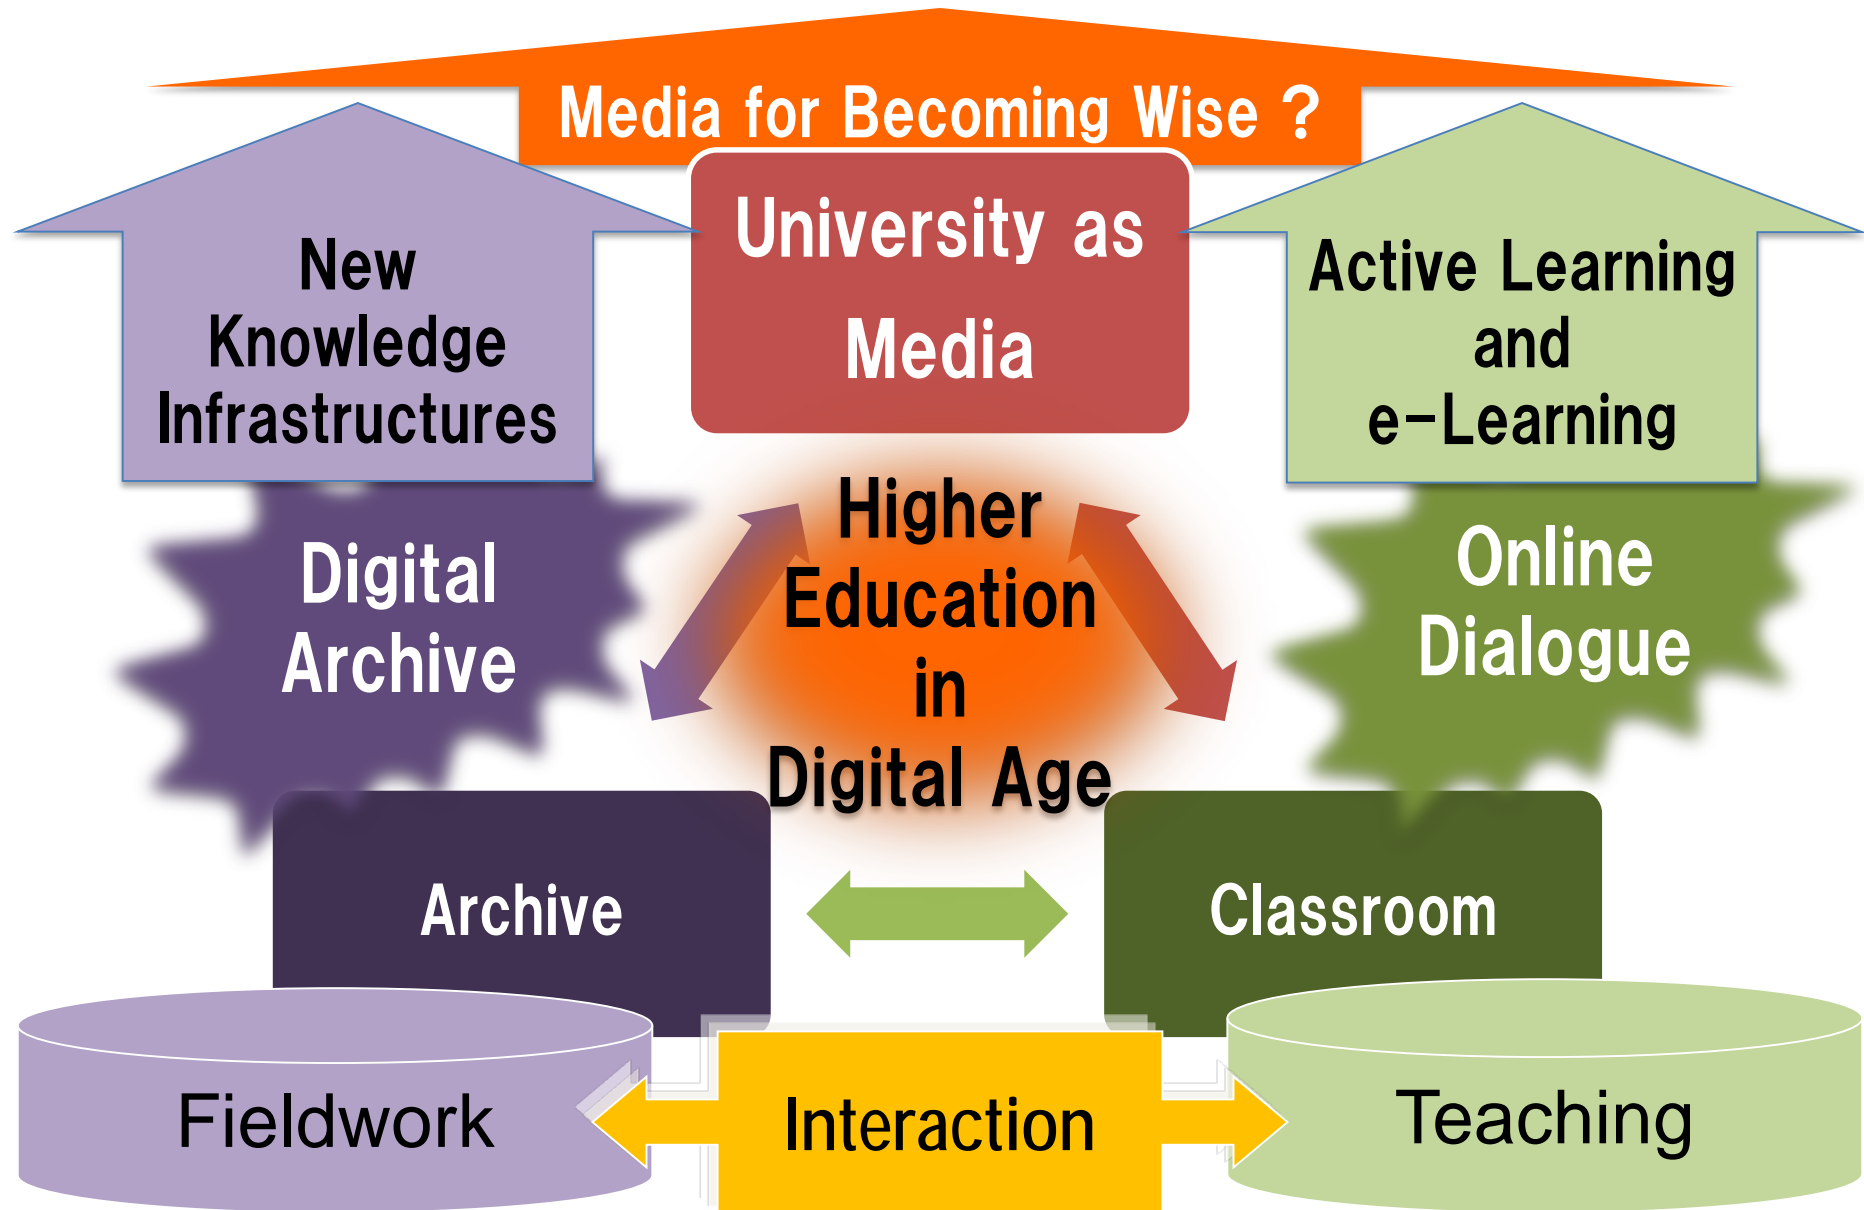 Media for Becoming Wise ?
University as
Media
New
Knowledge
Infrastructures
Active Learning
and
e-Learning
Higher
Education
in
Digital Age
Digital
Archive
Online
Dialogue
Archive
Classroom
Fieldwork
Interaction
Teaching